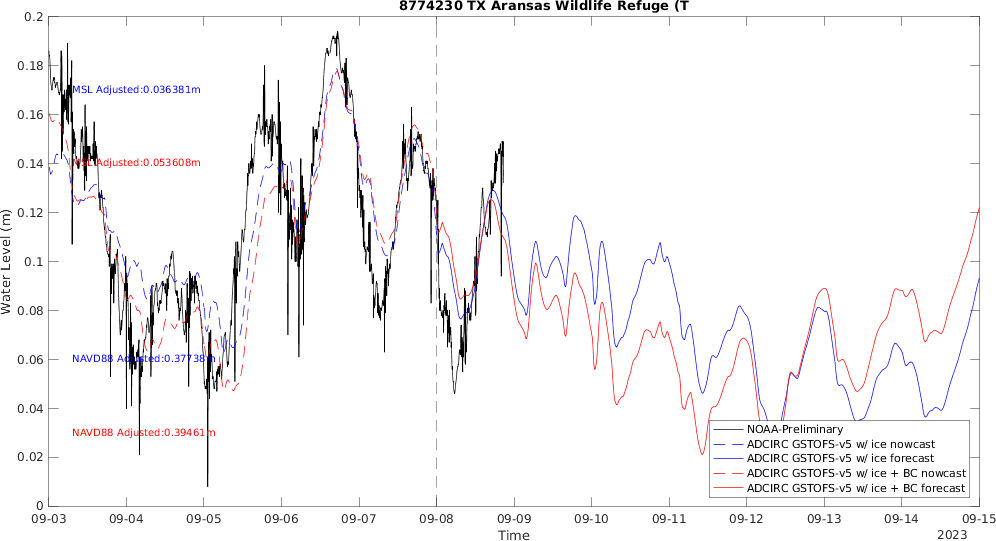 8774230 TX Aransas Wildlife Refuge (T
0.2
0.18
0.16
0.14
0.12
0.1
0.08
0.06
0.04
0.02
0
Water Level (m)
MSL Adjusted:0.036381m
MSL Adjusted:0.053608m
NAVD88 Adjusted:0.37738m
NAVD88 Adjusted:0.39461m
NOAA-Preliminary
ADCIRC GSTOFS-v5 w/ ice nowcast
ADCIRC GSTOFS-v5 w/ ice forecast
ADCIRC GSTOFS-v5 w/ ice + BC nowcast
ADCIRC GSTOFS-v5 w/ ice + BC forecast
09-03 09-04 09-05 09-06 09-07 09-08 09-09 09-10 09-11 09-12 09-13 09-14 09-15
Time
2023